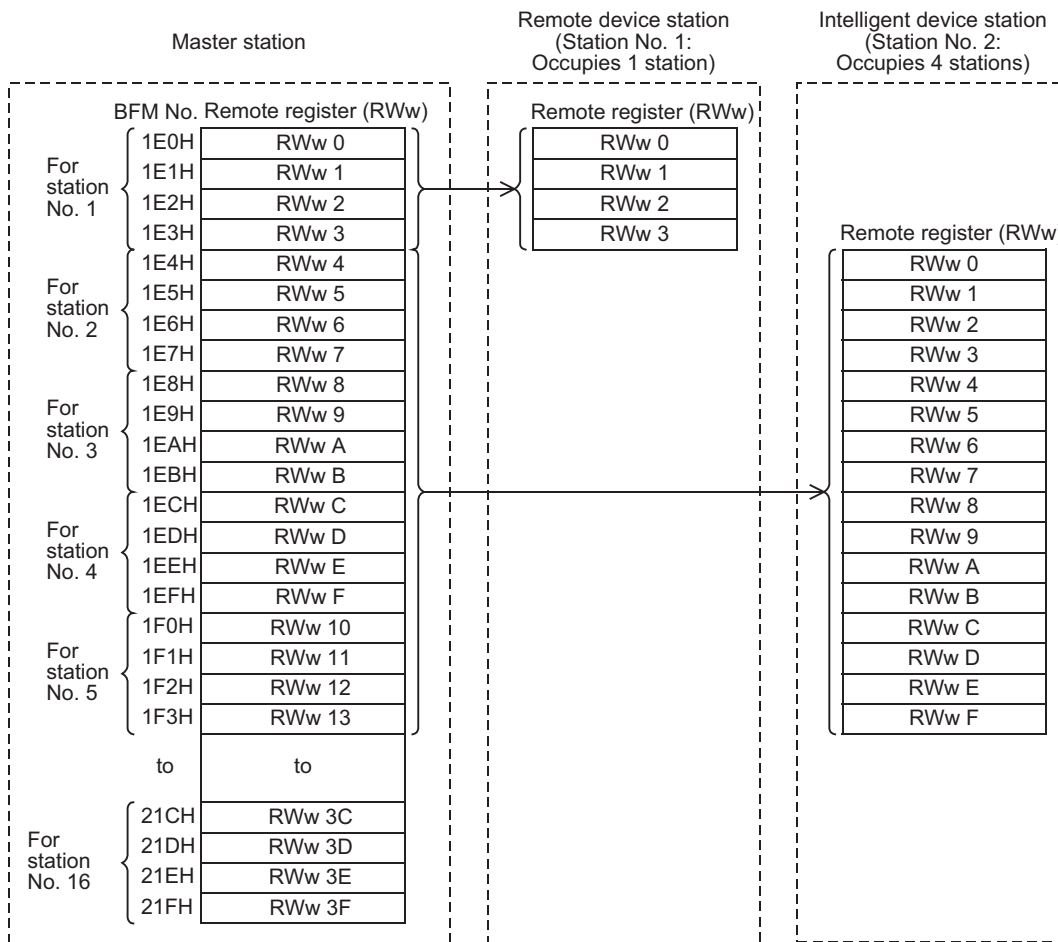 Master station
Remote device station
(Station No. 1:
Occupies 1 station)
Intelligent device station
(Station No. 2:
Occupies 4 stations)
BFM No. Remote register (RWw)
For
station
No. 1
1E0H RWw 0
1E1H RWw 1
1E2H RWw 2
1E3H RWw 3
For
station
No. 2
1E4H RWw 4
1E5H RWw 5
1E6H RWw 6
1E7H RWw 7
For
station
No. 3
1E8H RWw 8
1E9H RWw 9
1EAH RWw A
1EBH RWw B
For
station
No. 4
1ECH RWw C
1EDH RWw D
1EEH RWw E
1EFH RWw F
For
station
No. 5
1F0H RWw 10
1F1H RWw 11
1F2H RWw 12
1F3H RWw 13
to to
For
station
No. 16
21CH RWw 3C
21DH RWw 3D
21EH RWw 3E
21FH RWw 3F
Remote register (RWw)
RWw 0
RWw 1
RWw 2
RWw 3
Remote register (RWw
RWw 0
RWw 1
RWw 2
RWw 3
RWw 4
RWw 5
RWw 6
RWw 7
RWw 8
RWw 9
RWw A
RWw B
RWw C
RWw D
RWw E
RWw F